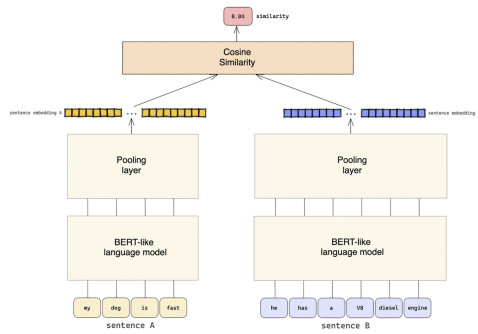 0.04 similarity
Cosine
Similarity
sentence embedding A
...
...
sentence embedding
Pooling
layer
Pooling
layer
BERT-like
language model
BERT-like
language model
my dog is fast
he has a V8 diesel engine
sentence A
sentence B